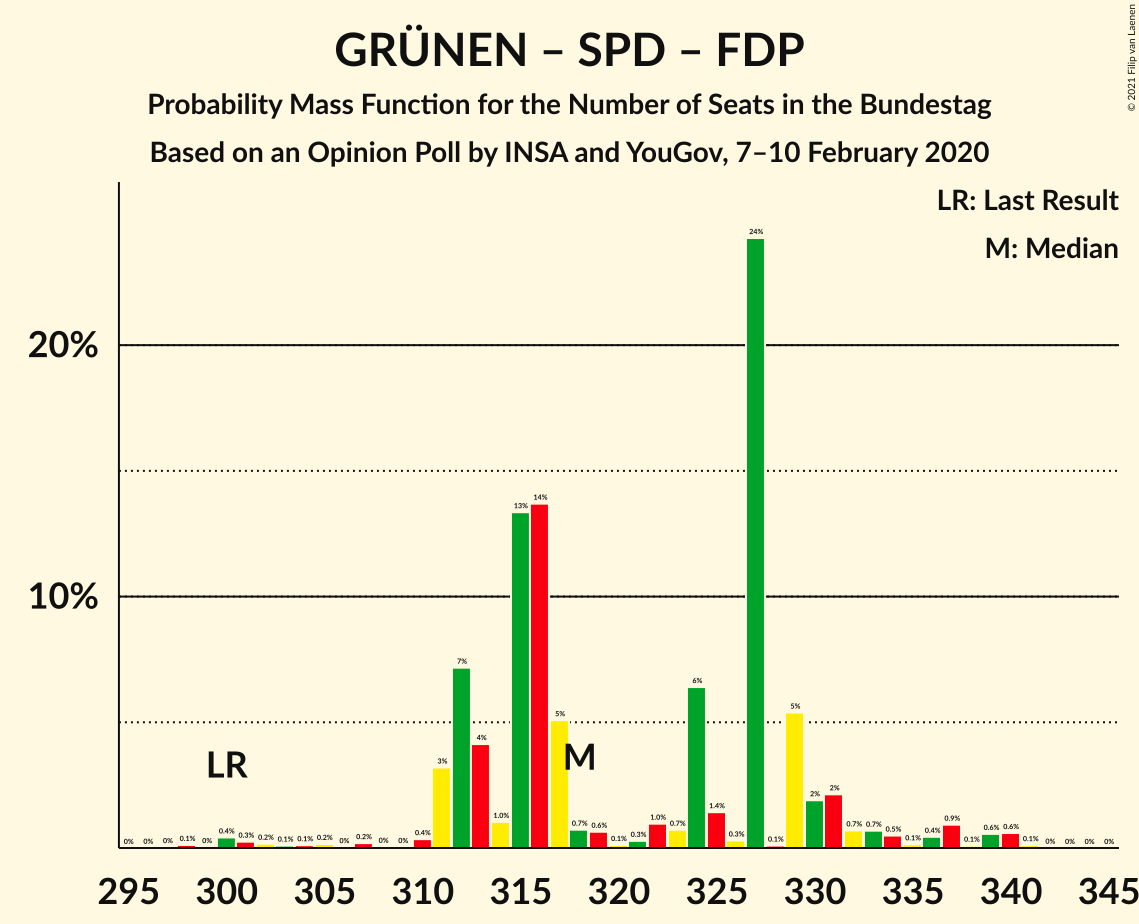 GRÜNEN – SPD – FDP
Probability Mass Function for the Number of Seats in the Bundestag
Based on an Opinion Poll by INSA and YouGov, 7–10 February 2020
© 2021 Filip van Laenen
LR: Last Result
M: Median
20%
10%
LR
M
0% 0% 0% 0.1% 0% 0.4% 0.3% 0.2% 0.1% 0.1% 0.2% 0% 0.2% 0% 0% 0.4% 3% 7% 4% 1.0% 13% 14% 5% 0.7% 0.6% 0.1% 0.3% 1.0% 0.7% 6% 1.4% 0.3% 24% 0.1% 5% 2% 2% 0.7% 0.7% 0.5% 0.1% 0.4% 0.9% 0.1% 0.6% 0.6% 0.1% 0% 0% 0% 0%
295 300 305 310 315 320 325 330 335 340 345